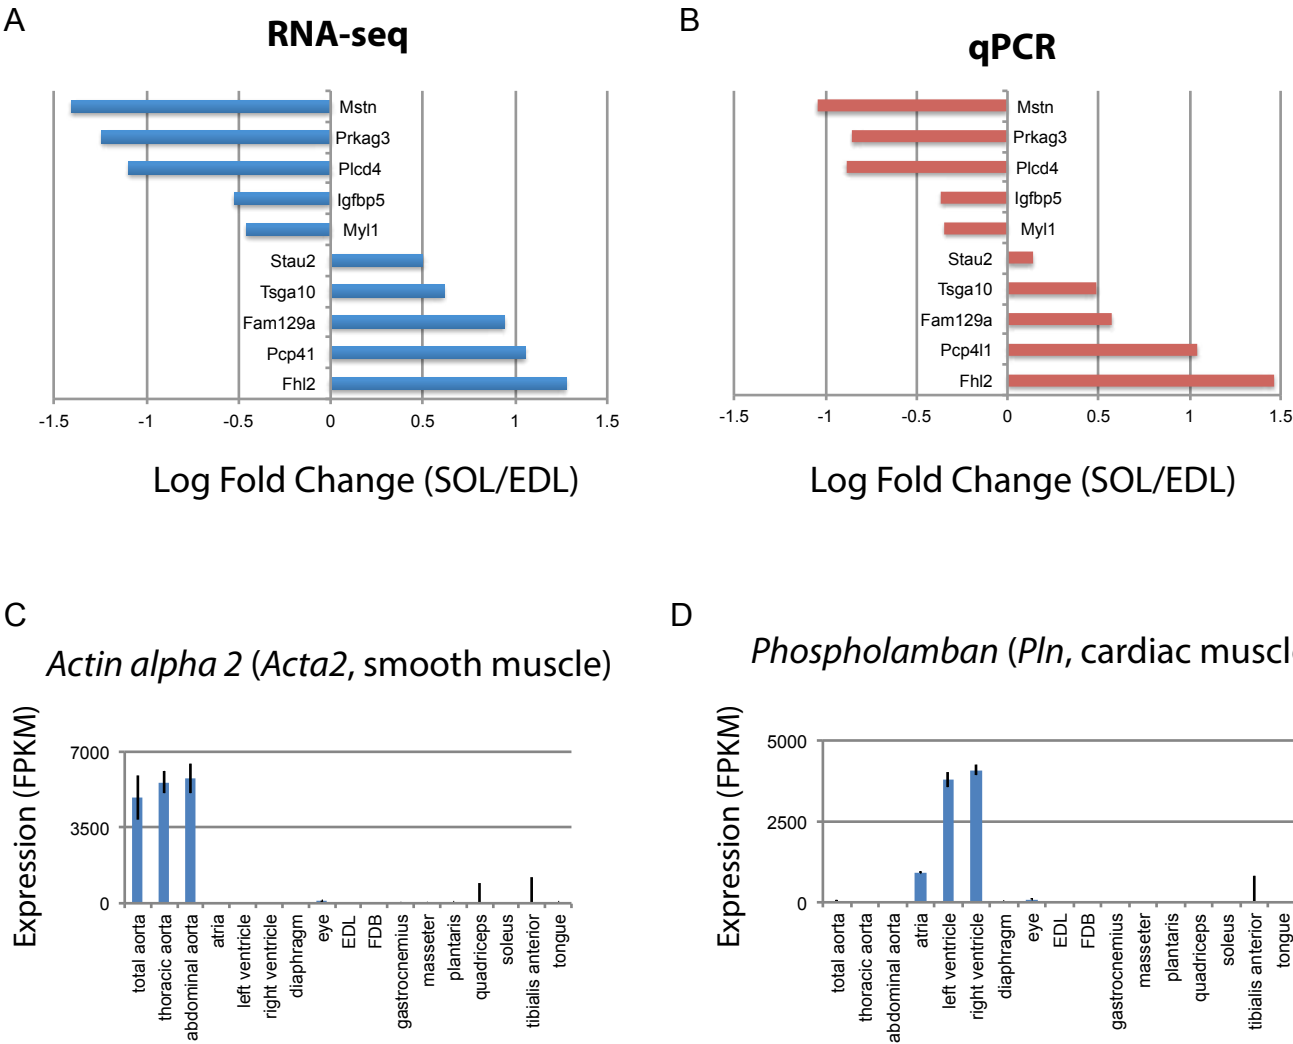 A
RNA-seq
Mstn
Prkag3
Plcd4
Igfbp5
Myl1
Stau2
Tsga10
Fam129a
Pcp41
Fhl2
-1.5 -1 -0.5 0 0.5 1 1.5
Log Fold Change (SOL/EDL)
B
qPCR
Mstn
Prkag3
Plcd4
Igfbp5
Myl1
Stau2
Tsga10
Fam129a
Pcp4l1
Fhl2
-1.5 -1 -0.5 0 0.5 1 1.5
Log Fold Change (SOL/EDL)
C
Actin alpha 2 (Acta2, smooth muscle)
Expression (FPKM)
7000
3500
0
total aorta
thoracic aorta
abdominal aorta
atria
left ventricle
right ventricle
diaphragm
eye
EDL
FDB
gastrocnemius
masseter
plantaris
quadriceps
soleus
tibialis anterior
tongue
D
Phospholamban (Pln, cardiac muscle
Expression (FPKM)
5000
2500
0
total aorta
thoracic aorta
abdominal aorta
atria
left ventricle
right ventricle
diaphragm
eye
EDL
FDB
gastrocnemius
masseter
plantaris
quadriceps
soleus
tibialis anterior
tongue